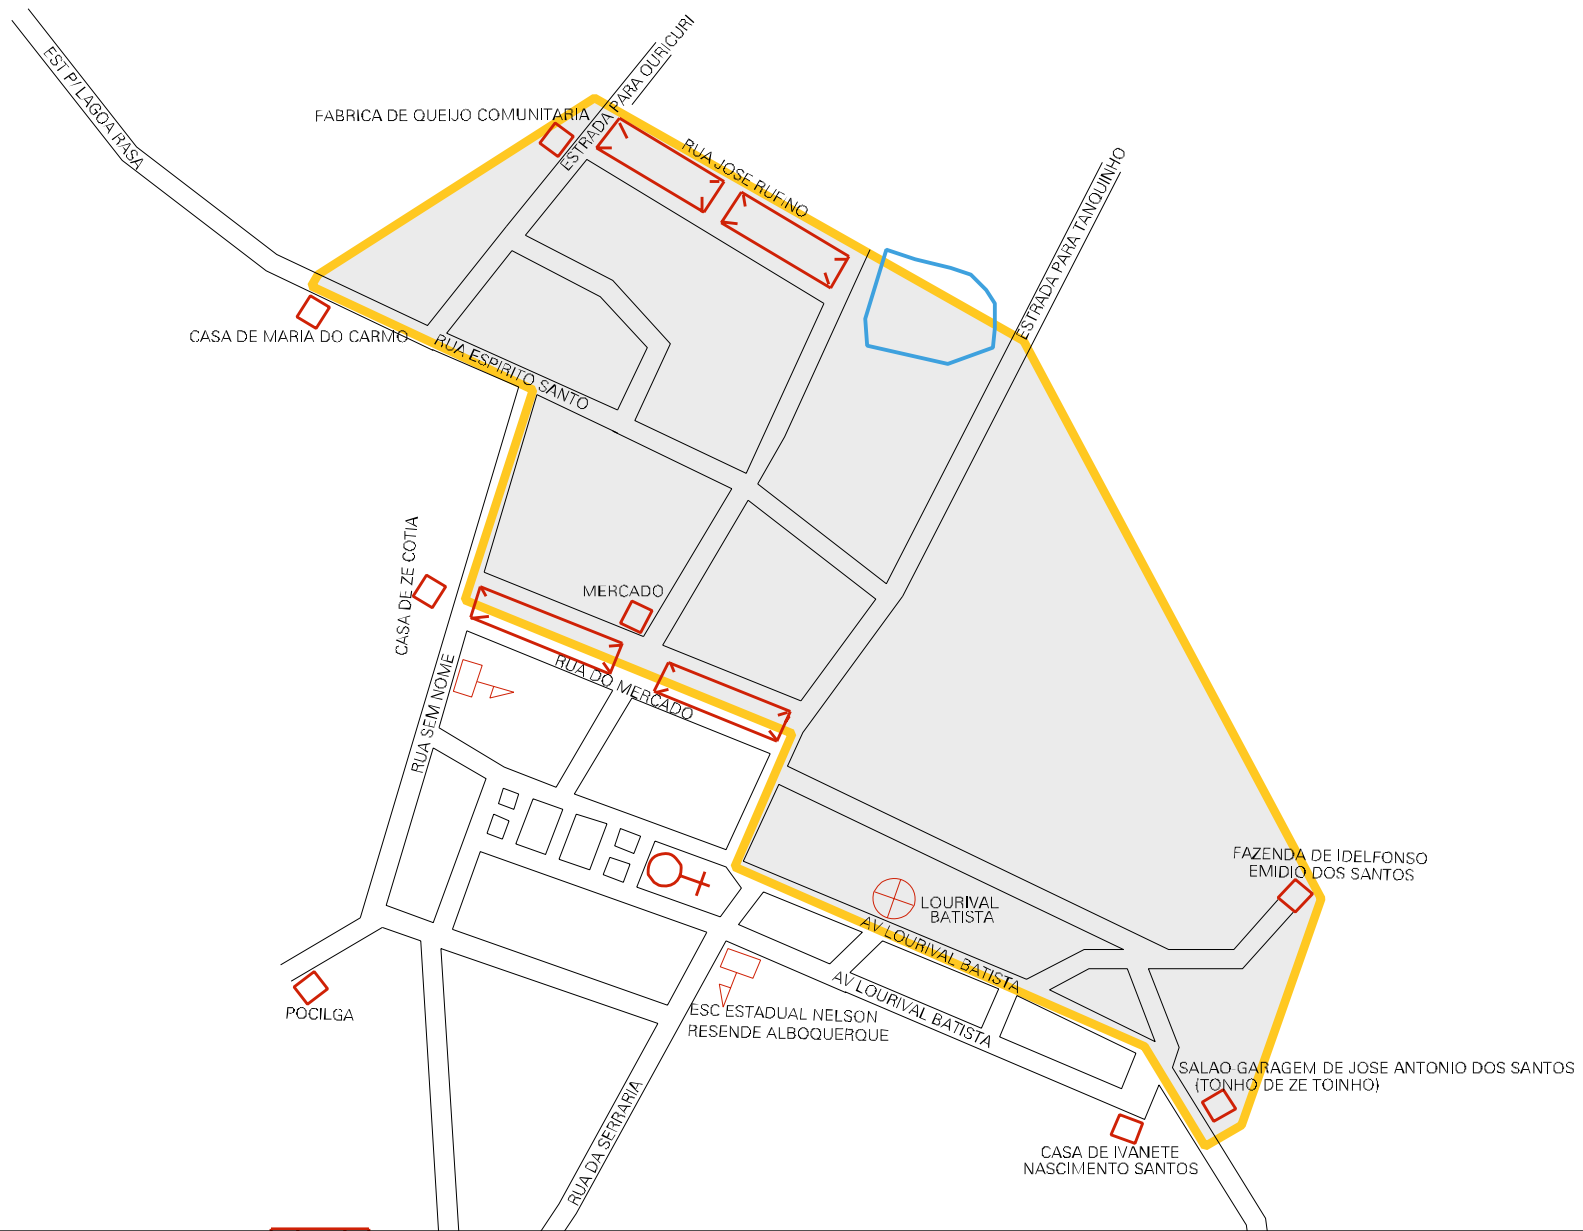 EST P/ LAGOA RASA
ESTRADA PARA OURICURI
FABRICA DE QUEIJO COMUNITARIA
RUA JOSE RUFINO
ESTRADA PARA TANQUINHO
CASA DE MARIA DO CARMO
RUA ESPIRITO SANTO
CASA DE ZE COTIA
MERCADO
RUA DO MERCADO
RUA SEM NOME
FAZENDA DE IDELFONSO
EMIDIO DOS SANTOS
LOURIVAL
BATISTA
AV LOURIVAL BATISTA
AV LOURIVAL BATISTA
POCILGA
ESC ESTADUAL NELSON
RESENDE ALBOQUERQUE
SALAO GARAGEM DE JOSE ANTONIO DOS SANTOS
(TONHO DE ZE TOINHO)
RUA DA SERRARIA
CASA DE IVANETE
NASCIMENTO SANTOS